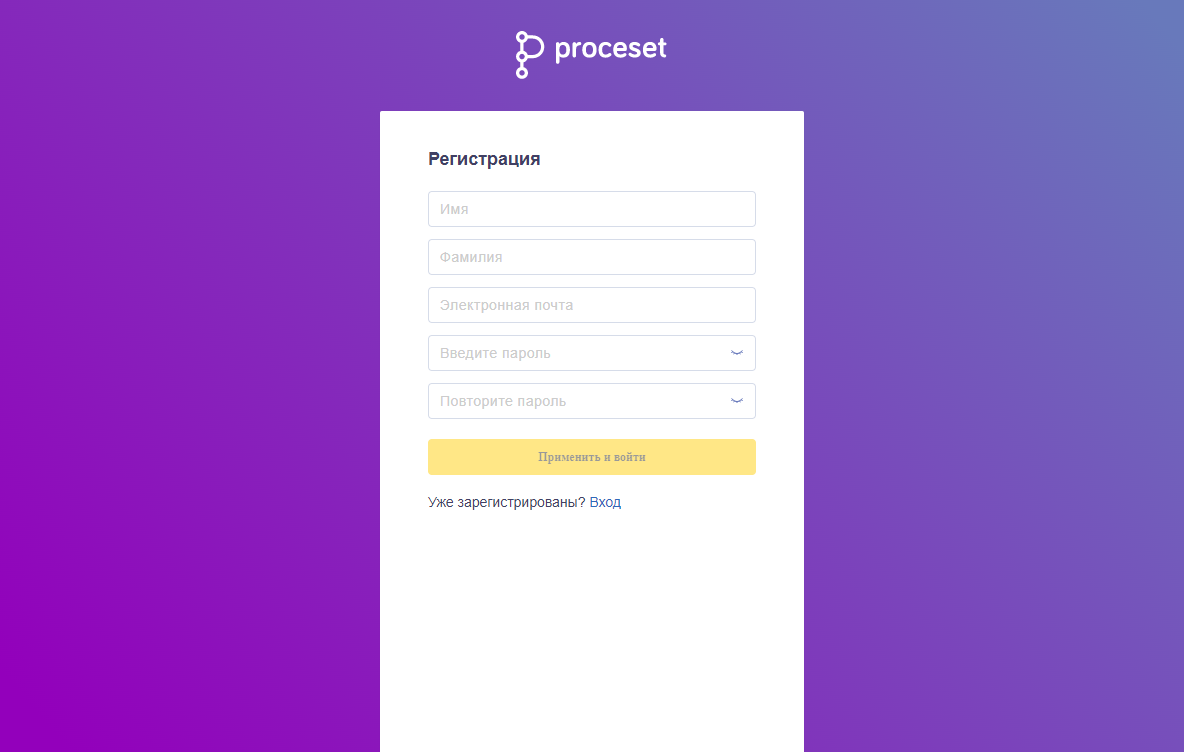 proceset
Регистрация
Имя
Фамилия
Электронная почта
Введите пароль
Повторите пароль
Применить и войти
Уже зарегистрированы? Вход